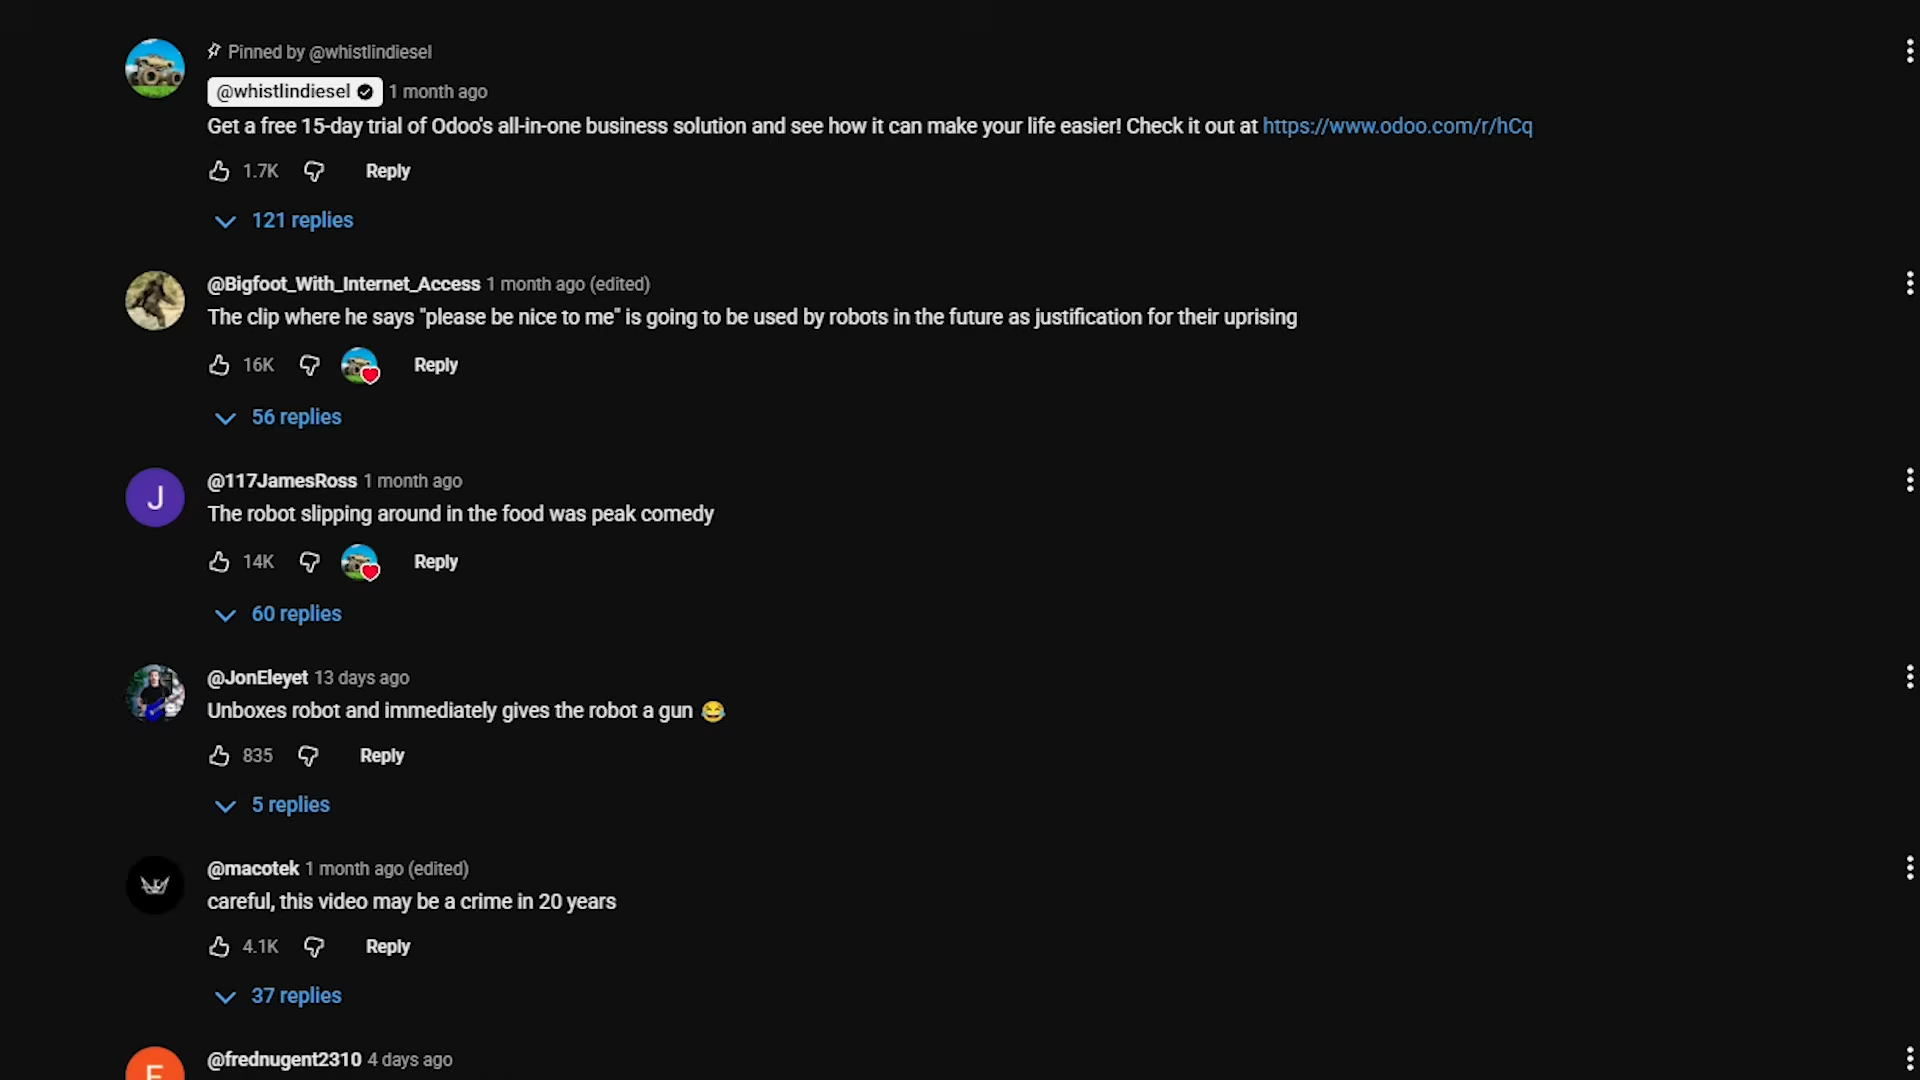 Pinned by @whistlindiesel
@whistlindiesel 1 month ago
Get a free 15-day trial of Odoo's all-in-one business solution and see how it can make your life easier! Check it out at https://www.odoo.com/r/hCq
1.7K Reply
121 replies
@Bigfoot_With_Internet_Access 1 month ago (edited)
The clip where he says "please be nice to me" is going to be used by robots in the future as justification for their uprising
16K Reply
56 replies
J
@117JamesRoss 1 month ago
The robot slipping around in the food was peak comedy
14K Reply
60 replies
@JonEleyet 13 days ago
Unboxes robot and immediately gives the robot a gun 😂
835 Reply
5 replies
@macotek 1 month ago (edited)
careful, this video may be a crime in 20 years
4.1K Reply
37 replies
F
@frednugent2310 4 days ago